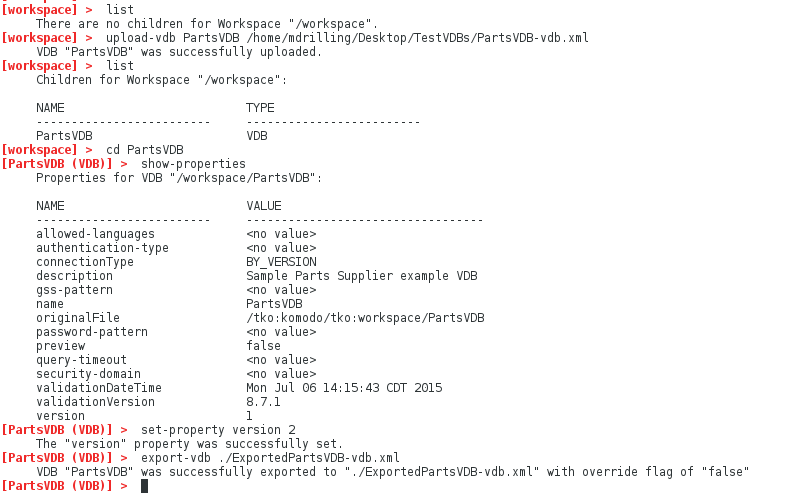 [workspace] > list
There are no children for Workspace "/workspace".
[workspace] > upload-vdb PartsVDB /home/mdrilling/Desktop/TestVDBs/PartsVDB-vdb.xml
VDB "PartsVDB" was successfully uploaded.
[workspace] > list
Children for Workspace "/workspace":
NAME TYPE
------------------------- -------------------------
PartsVDB VDB
[workspace] > cd PartsVDB
[PartsVDB (VDB)] > show-properties
Properties for VDB "/workspace/PartsVDB":
NAME VALUE
------------------------- ----------------------------------
allowed-languages <no value>
authentication-type <no value>
connectionType BY_VERSION
description Sample Parts Supplier example VDB
gss-pattern <no value>
name PartsVDB
originalFile /tko:komodo/tko:workspace/PartsVDB
password-pattern <no value>
preview false
query-timeout <no value>
security-domain <no value>
validationDateTime Mon Jul 06 14:15:43 CDT 2015
validationVersion 8.7.1
version 1
[PartsVDB (VDB)] > set-property version 2
The "version" property was successfully set.
[PartsVDB (VDB)] > export-vdb ./ExportedPartsVDB-vdb.xml
VDB "PartsVDB" was successfully exported to "./ExportedPartsVDB-vdb.xml" with override flag of "false"
[PartsVDB (VDB)] >